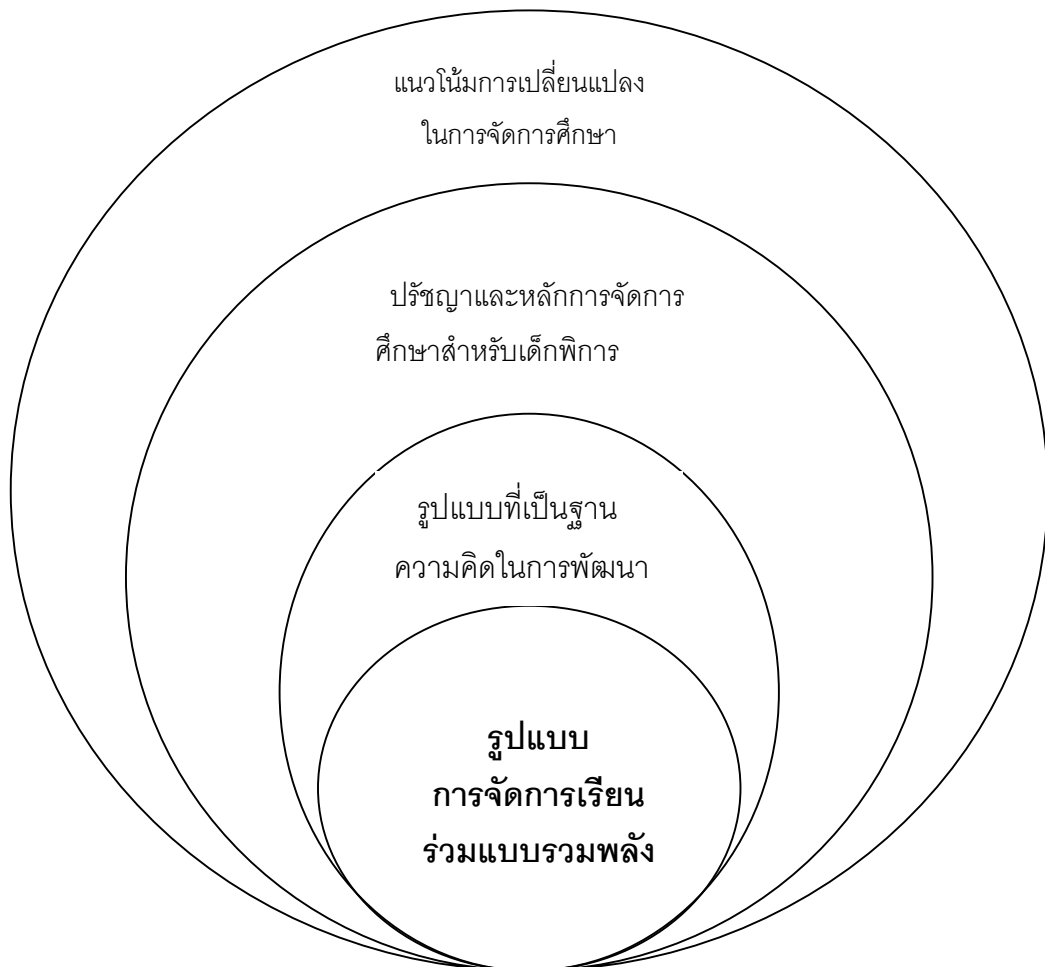 แนวโน้มการเปลี่ยนแปลง
ในการจัดการศึกษา
ปรัชญาและหลักการจัดการ
ศึกษาสำหรับเด็กพิการ
รูปแบบที่เป็นฐาน
ความคิดในการพัฒนา
รูปแบบ
การจัดการเรียน
ร่วมแบบรวมพลัง